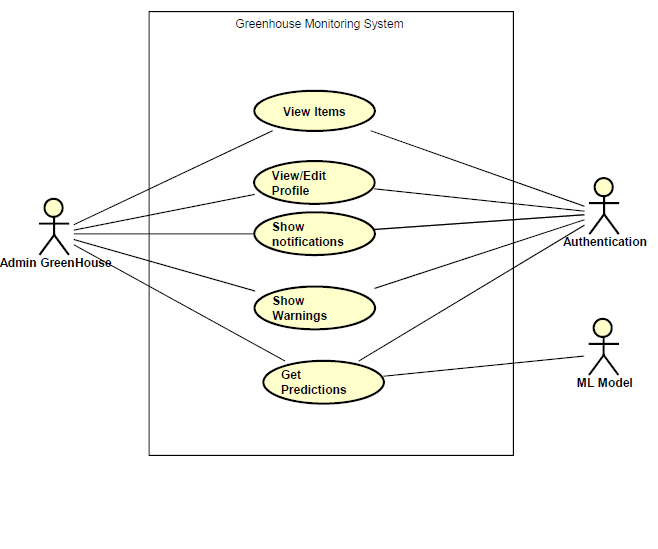 Greenhouse Monitoring System
View Items
View/Edit
Profile
Show
notifications
Admin GreenHouse
Authentication
Show
Warnings
Get
Predictions
ML Model